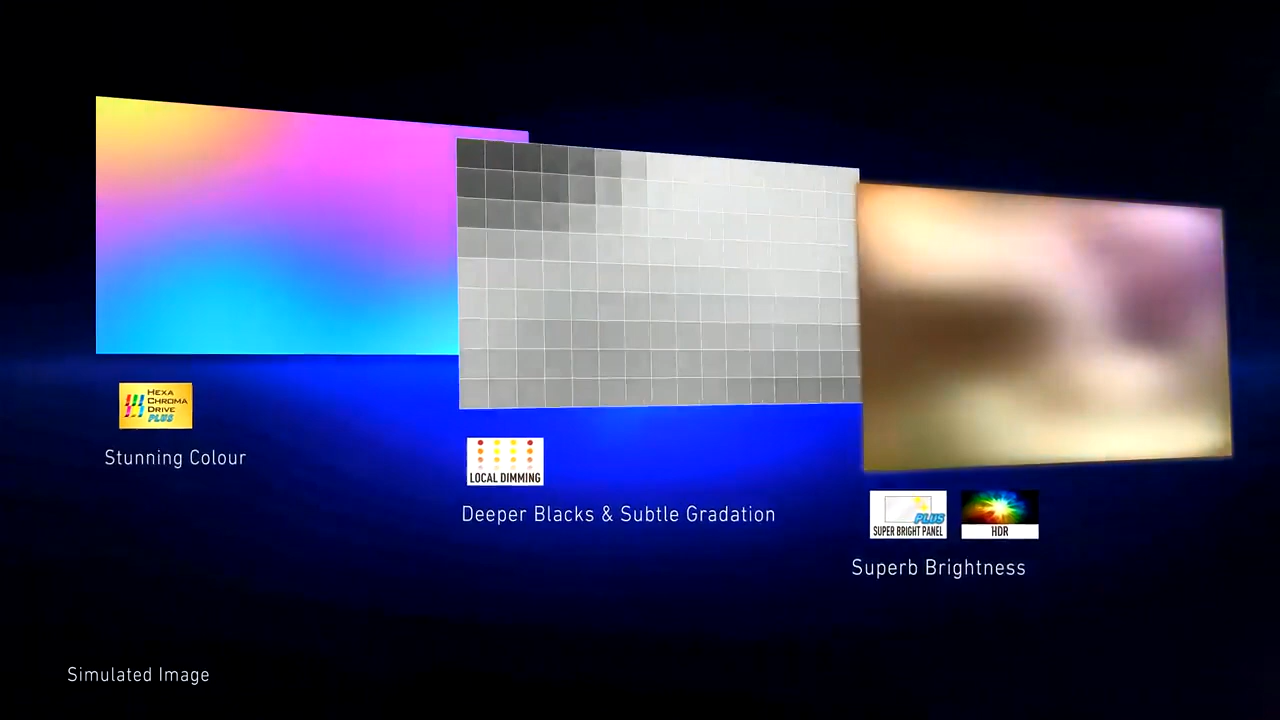 HEXA
CHROMA
DRIVE
PLUS
Stunning Colour
LOCAL DIMMING
Deeper Blacks & Subtle Gradation
PLUS
SUPER BRIGHT PANEL
HDR
Superb Brightness
Simulated Image